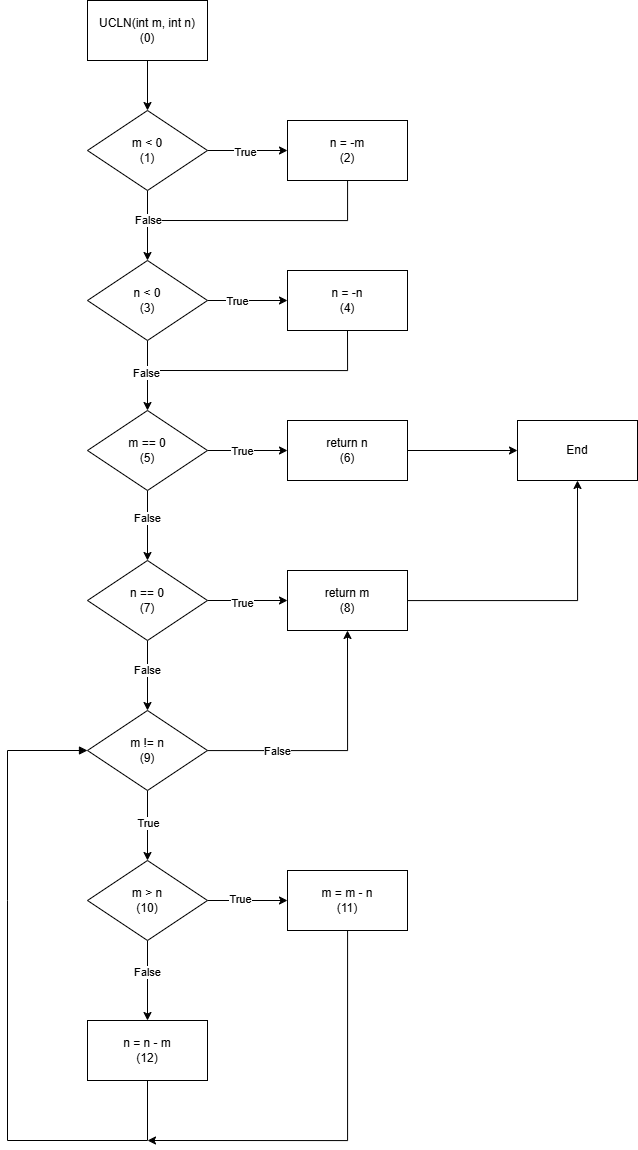 UCLN(int m, int n)
(0)
m < 0
(1)
True
n = -m
(2)
False
n < 0
(3)
True
n = -n
(4)
False
m == 0
(5)
True
return n
(6)
End
False
n == 0
(7)
True
return m
(8)
False
m != n
(9)
False
True
m > n
(10)
True
m = m - n
(11)
False
n = n - m
(12)